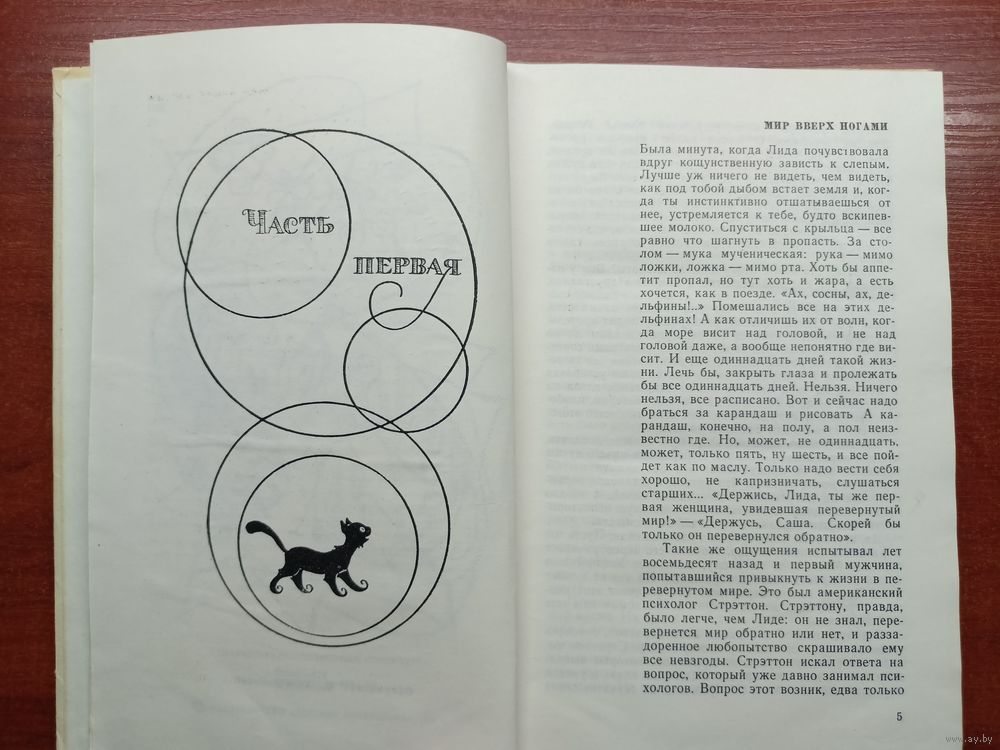 Часть
первая
МИР ВВЕРХ НОГАМИ
Была минута, когда Лида почувствовала
вдруг кощунственную зависть к слепым.
Лучше уж ничего не видеть, чем видеть,
как под тобой дыбом встает земля и, ког-
да ты инстинктивно отшатываешься от
нее, устремляется к тебе, будто вскипев-
шее молоко. Спуститься с крыльца — все
равно что шагнуть в пропасть. За сто-
лом — мука мученическая: рука — мимо
ложки, ложка — мимо рта. Хоть бы аппе-
тит пропал, но тут хоть и жара, а есть
хочется, как в поезде. «Ах, сосны, ах, де-
льфины!..» Помешались все на этих де-
льфинах! А как отличишь их от волн, ког-
да море висит над головой, и не над
головой даже, а вообще непонятно где ви-
сит. И еще одиннадцать дней такой жиз-
ни. Лечь бы, закрыть глаза и пролежать
бы все одиннадцать дней. Нельзя. Ничего
нельзя, все расписано. Вот и сейчас надо
браться за карандаш и рисовать А ка-
рандаш, конечно, на полу, а пол неиз-
вестно где. Но, может, не одиннадцать,
может, только пять, ну шесть, и все пой-
дет как по маслу. Только надо вести себя
хорошо, не капризничать, слушаться
старших... «Держись, Лида, ты же пер-
вая женщина, увидевшая перевернутый
мир!» — «Держусь, Саша. Скорей бы
только он перевернулся обратно».
Такие же ощущения испытывал лет
восемьдесят назад и первый мужчина,
попытавшийся привыкнуть к жизни в пе-
ревернутом мире. Это был американский
психолог Стрэттон. Стрэттону, правда,
было легче, чем Лиде: он не знал, пере-
вернется мир обратно или нет, и разза-
доренное любопытство скрашивало ему
все невзгоды. Стрэттон искал ответа на
вопрос, который уже давно занимал пси-
хологов. Вопрос этот возник, едва только
5
www.ay.by